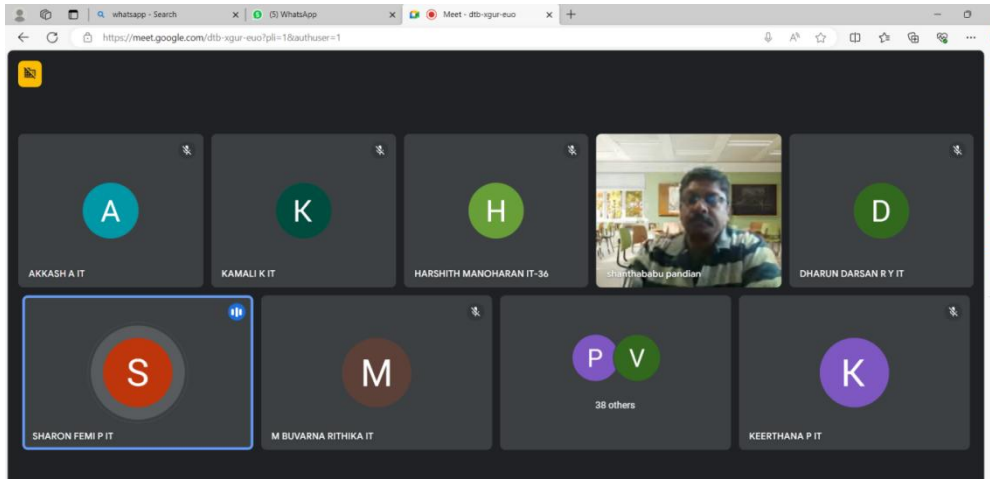 whatsapp - Search
(5) WhatsApp
Meet - dtb-xgur-euo
https://meet.google.com/dtb-xgur-euo?pli=1&authuser=1
A
K
H
D
AKKASH A IT
KAMALI K IT
HARSHITH MANOHARAN IT-36
shanthababu pandian
DHARUN DARSAN R Y IT
S
M
P V
K
38 others
SHARON FEMI P IT
M BUVARNA RITHIKA IT
KEERTHANA P IT